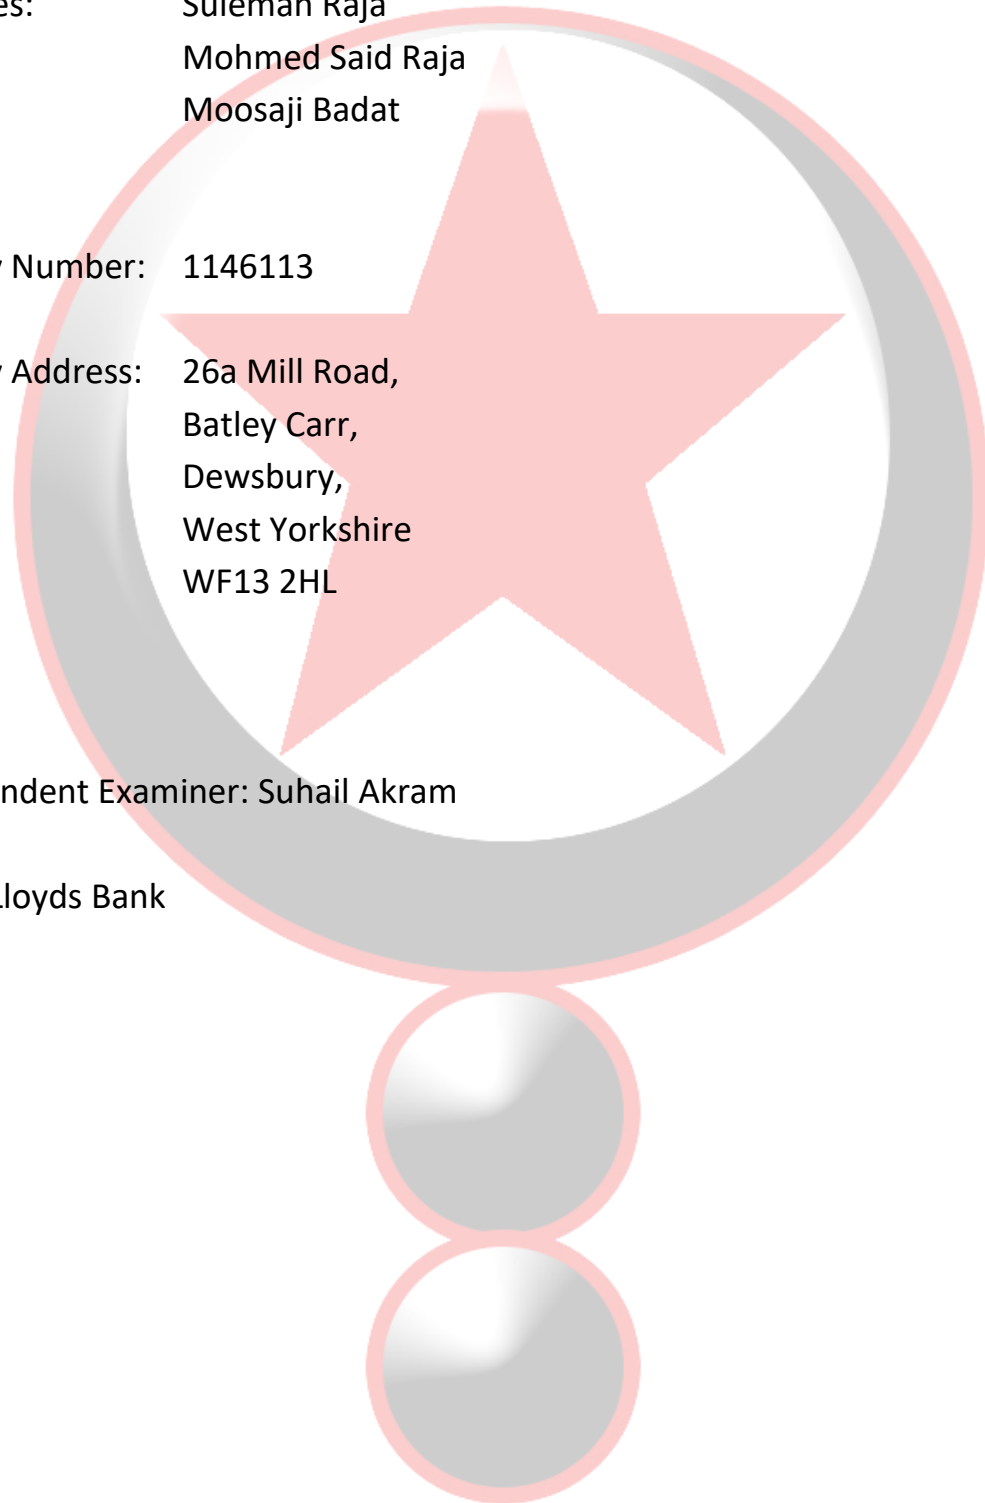 es: Suleman Raja
Mohmed Said Raja
Moosaji Badat
y Number: 1146113
y Address: 26a Mill Road,
Batley Carr,
Dewsbury,
West Yorkshire
WF13 2HL
ndent Examiner: Suhail Akram
Lloyds Bank